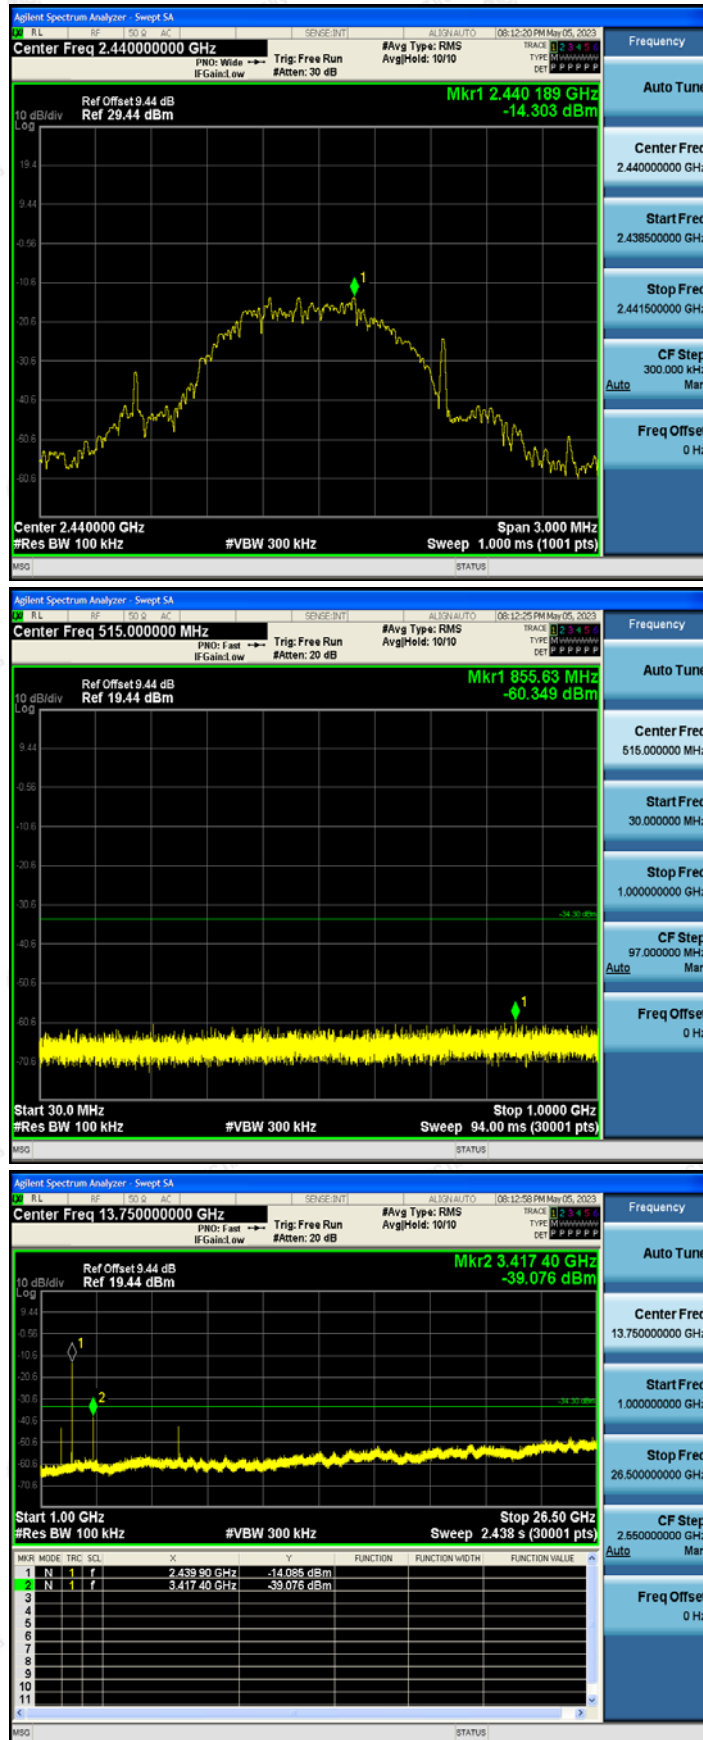 Agilent Spectrum Analyzer - Swept SA
RL RF 50 Ω AC SENSE:INT ALIGNAUTO 08:12:20 PM May 05, 2023
Center Freq 2.440000000 GHz
PNO: Wide
IFGain:Low
Trig: Free Run
#Atten: 30 dB
#Avg Type: RMS
Avg|Hold: 10/10
TRACE 1 2 3 4 5 6
TYPE M
DET P P P P P P
Frequency
Mkr1 2.440 189 GHz
-14.303 dBm
Ref Offset 9.44 dB
10 dB/div Ref 29.44 dBm
Log
19.4
9.44
-0.56
-10.6
-20.6
-30.6
-40.6
-50.6
-60.6
1
Center 2.440000 GHz Span 3.000 MHz
#Res BW 100 kHz #VBW 300 kHz Sweep 1.000 ms (1001 pts)
MSG STATUS
Auto Tune
Center Freq
2.440000000 GHz
Start Freq
2.438500000 GHz
Stop Freq
2.441500000 GHz
CF Step
300.000 kHz
Auto Man
Freq Offset
0 Hz
Agilent Spectrum Analyzer - Swept SA
RL RF 50 Ω AC SENSE:INT ALIGNAUTO 08:12:25 PM May 05, 2023
Center Freq 515.000000 MHz
PNO: Fast
IFGain:Low
Trig: Free Run
#Atten: 20 dB
#Avg Type: RMS
Avg|Hold: 10/10
TRACE 1 2 3 4 5 6
TYPE M
DET P P P P P P
Frequency
Mkr1 855.63 MHz
-60.349 dBm
Ref Offset 9.44 dB
10 dB/div Ref 19.44 dBm
Log
9.44
-0.56
-10.6
-20.6
-30.6
-40.6
-50.6
-60.6
-70.6
-34.30 dBm
1
Start 30.0 MHz Stop 1.0000 GHz
#Res BW 100 kHz #VBW 300 kHz Sweep 94.00 ms (30001 pts)
MSG STATUS
Auto Tune
Center Freq
515.000000 MHz
Start Freq
30.000000 MHz
Stop Freq
1.000000000 GHz
CF Step
97.000000 MHz
Auto Man
Freq Offset
0 Hz
Agilent Spectrum Analyzer - Swept SA
RL RF 50 Ω AC SENSE:INT ALIGNAUTO 08:12:58 PM May 05, 2023
Center Freq 13.750000000 GHz
PNO: Fast
IFGain:Low
Trig: Free Run
#Atten: 20 dB
#Avg Type: RMS
Avg|Hold: 10/10
TRACE 1 2 3 4 5 6
TYPE M
DET P P P P P P
Frequency
Mkr2 3.417 40 GHz
-39.076 dBm
Ref Offset 9.44 dB
10 dB/div Ref 19.44 dBm
Log
9.44
-0.56
-10.6
-20.6
-30.6
-40.6
-50.6
-60.6
-70.6
-34.30 dBm
1
2
Start 1.00 GHz Stop 26.50 GHz
#Res BW 100 kHz #VBW 300 kHz Sweep 2.438 s (30001 pts)
MKR MODE TRC SCL X Y FUNCTION FUNCTION WIDTH FUNCTION VALUE
1 N 1 f 2.439 90 GHz -14.085 dBm
2 N 1 f 3.417 40 GHz -39.076 dBm
3
4
5
6
7
8
9
10
11
MSG STATUS
Auto Tune
Center Freq
13.750000000 GHz
Start Freq
1.000000000 GHz
Stop Freq
26.500000000 GHz
CF Step
2.550000000 GHz
Auto Man
Freq Offset
0 Hz